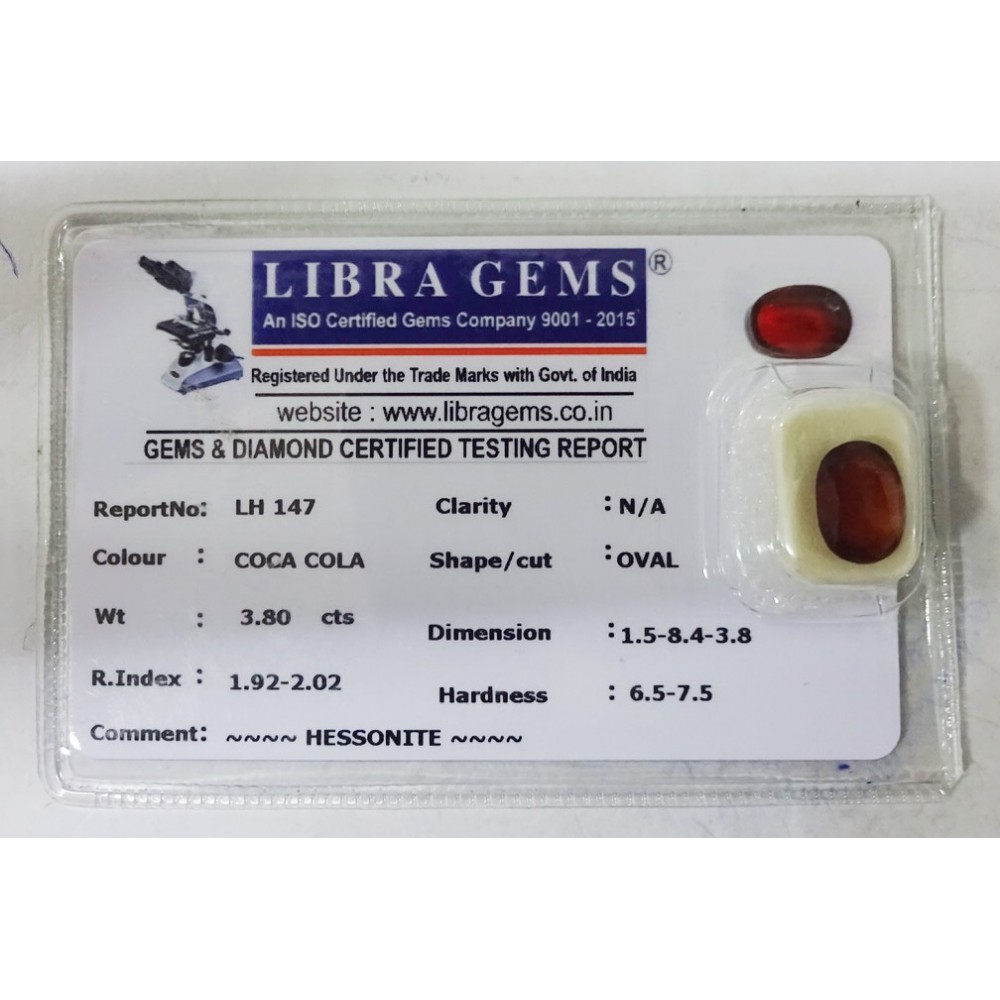 LIBRA GEMS ®
An ISO Certified Gems Company 9001 - 2015
Registered Under the Trade Marks with Govt. of India
website : www.libragems.co.in
GEMS & DIAMOND CERTIFIED TESTING REPORT
ReportNo: LH 147 Clarity : N/A
Colour : COCA COLA Shape/cut : OVAL
Wt : 3.80 cts Dimension : 1.5-8.4-3.8
R.Index : 1.92-2.02 Hardness : 6.5-7.5
Comment: ~~~~ HESSONITE ~~~~